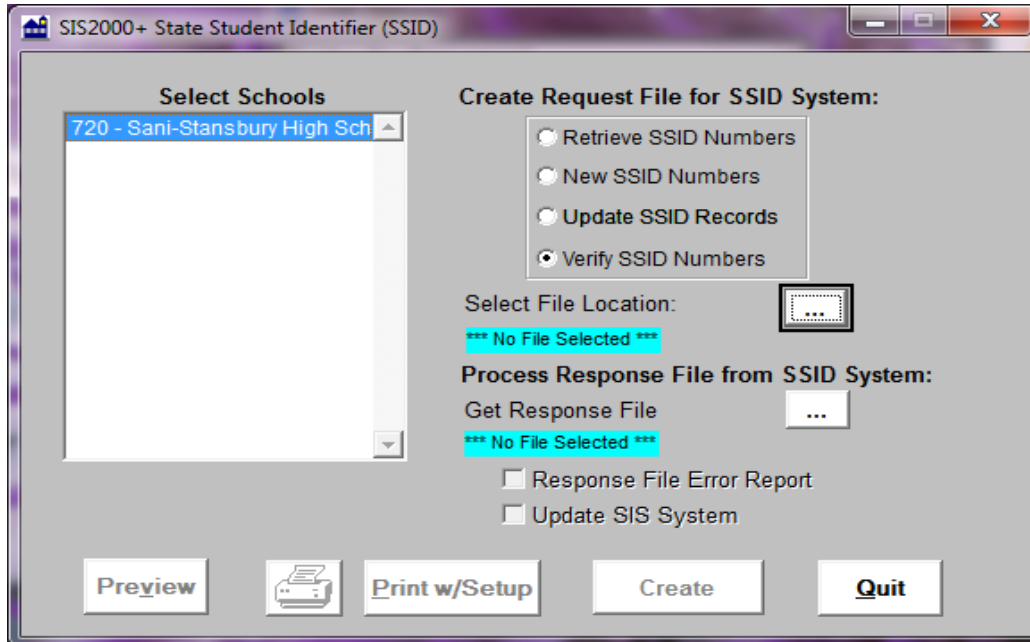 SIS2000+ State Student Identifier (SSID)
Select Schools
720 - Sani-Stansbury High Sch
Create Request File for SSID System:
Retrieve SSID Numbers
New SSID Numbers
Update SSID Records
Verify SSID Numbers
Select File Location:
...
*** No File Selected ***
Process Response File from SSID System:
Get Response File
...
*** No File Selected ***
Response File Error Report
Update SIS System
Preview
Print w/Setup
Create
Quit